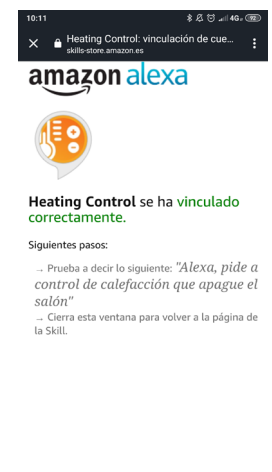 10:11 4G+ 92
Heating Control: vinculación de cue...
skills-store.amazon.es
amazon alexa
Heating Control se ha vinculado
correctamente.
Siguientes pasos:
→ Prueba a decir lo siguiente: "Alexa, pide a
control de calefacción que apague el
salón"
→ Cierra esta ventana para volver a la página de
la Skill.